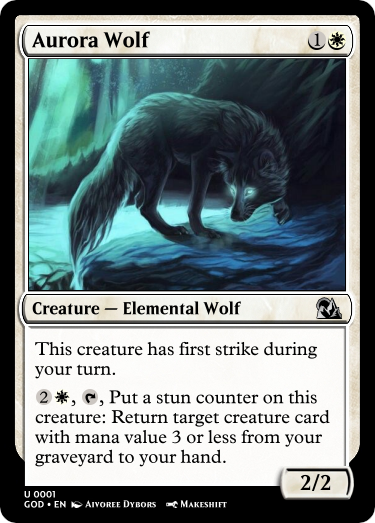 Aurora Wolf 1
Creature — Elemental Wolf
This creature has first strike during
your turn.
2, , Put a stun counter on this
creature: Return target creature card
with mana value 3 or less from your
graveyard to your hand.
2/2
U 0001
GOD • EN Aivoree Dybors Makeshift